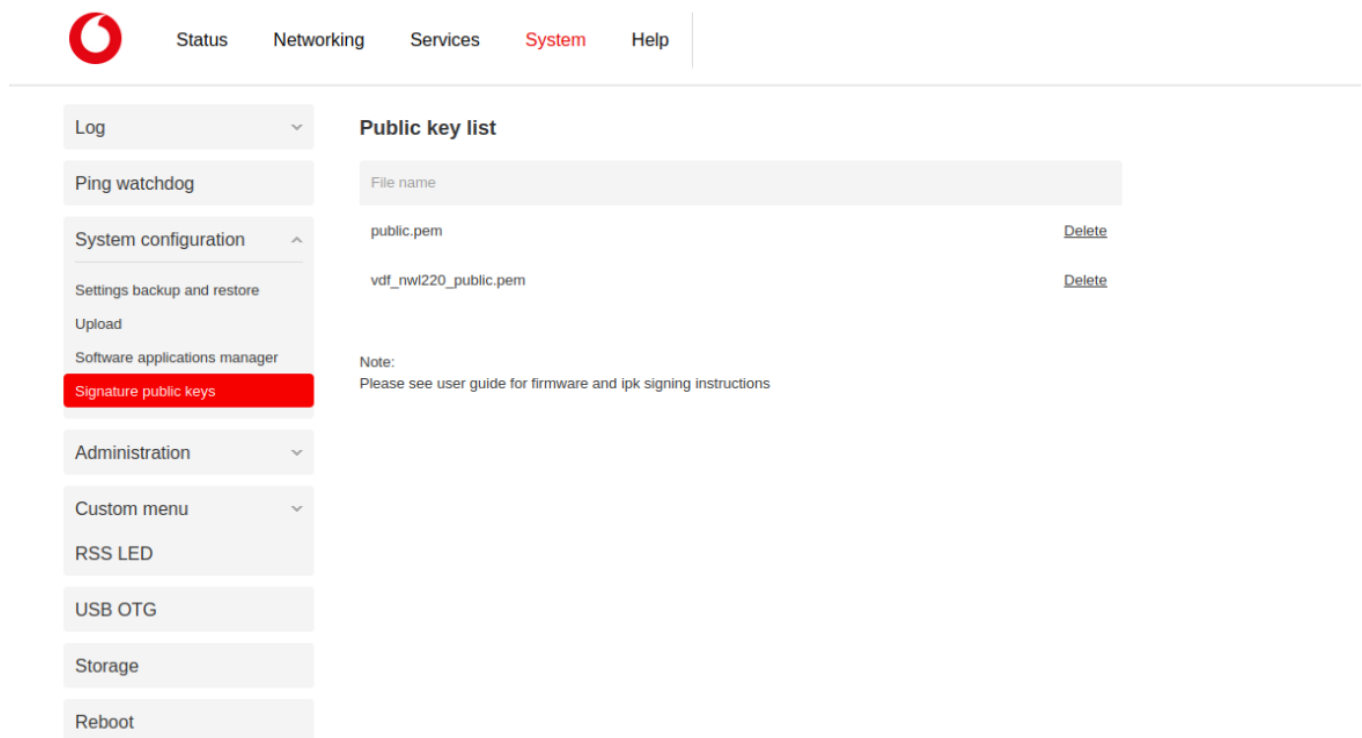 Status Networking Services System Help
Log
Ping watchdog
System configuration
Settings backup and restore
Upload
Software applications manager
Signature public keys
Administration
Custom menu
RSS LED
USB OTG
Storage
Reboot
Public key list
File name
public.pem Delete
vdf_nwl220_public.pem Delete
Note:
Please see user guide for firmware and ipk signing instructions